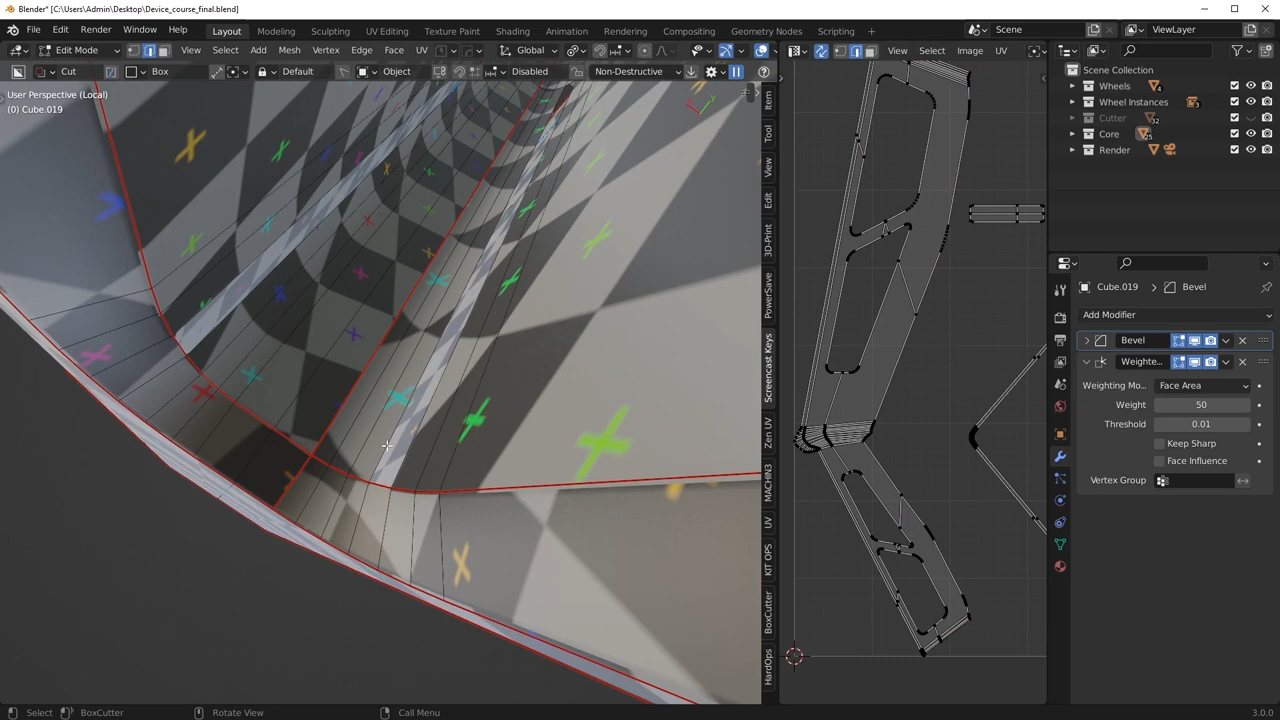 Blender* [C:\Users\Admin\Desktop\Device_course_final.blend]
File Edit Render Window Help Layout Modeling Sculpting UV Editing Texture Paint Shading Animation Rendering Compositing Geometry Nodes Scripting + Scene ViewLayer
Edit Mode View Select Add Mesh Vertex Edge Face UV Global View Select Image UV
Cut Box Default Object Disabled Non-Destructive
User Perspective (Local)
(0) Cube.019
Item
Tool
View
Edit
3D-Print
PowerSave
Screencast Keys
Zen UV
MACHIN3
UV
KIT OPS
BoxCutter
HardOps
Scene Collection
Wheels 4
Wheel Instances 3
Cutter 32
Core 25
Render
Cube.019 > Bevel
Add Modifier
Bevel
Weighte...
Weighting Mo... Face Area
Weight 50
Threshold 0.01
Keep Sharp
Face Influence
Vertex Group
Select BoxCutter Rotate View Call Menu 3.0.0